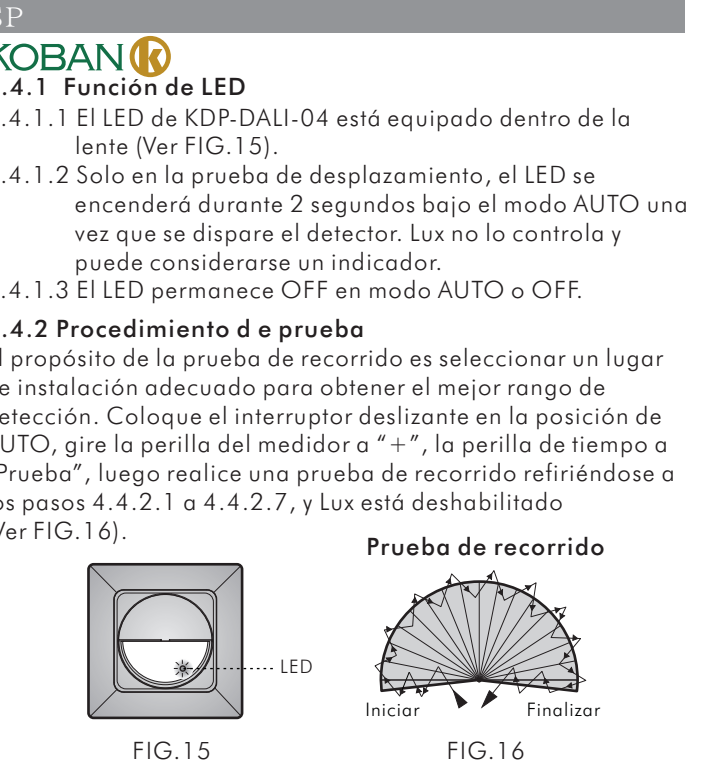 SP
KOBAN
.4.1 Función de LED
.4.1.1 El LED de KDP-DALI-04 está equipado dentro de la
lente (Ver FIG.15).
.4.1.2 Solo en la prueba de desplazamiento, el LED se
encenderá durante 2 segundos bajo el modo AUTO una
vez que se dispare el detector. Lux no lo controla y
puede considerarse un indicador.
.4.1.3 El LED permanece OFF en modo AUTO o OFF.
.4.2 Procedimiento d e prueba
l propósito de la prueba de recorrido es seleccionar un lugar
e instalación adecuado para obtener el mejor rango de
etección. Coloque el interruptor deslizante en la posición de
UTO, gire la perilla del medidor a “+”, la perilla de tiempo a
Prueba”, luego realice una prueba de recorrido refiriéndose a
os pasos 4.4.2.1 a 4.4.2.7, y Lux está deshabilitado
Ver FIG.16).
Prueba de recorrido
LED
Iniciar Finalizar
FIG.15 FIG.16